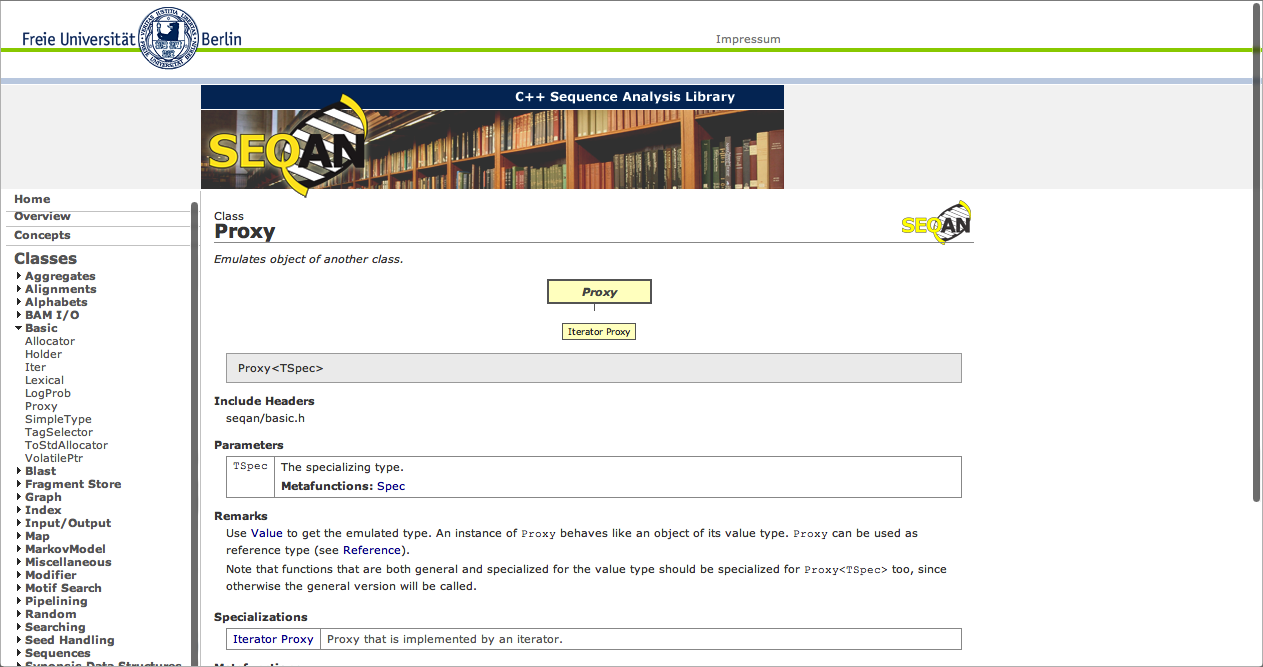 Freie Universität Berlin
Impressum
C++ Sequence Analysis Library
SEQAN
Home
Overview
Concepts
Classes
Aggregates
Alignments
Alphabets
BAM I/O
Basic
Allocator
Holder
Iter
Lexical
LogProb
Proxy
SimpleType
TagSelector
ToStdAllocator
VolatilePtr
Blast
Fragment Store
Graph
Index
Input/Output
Map
MarkovModel
Miscellaneous
Modifier
Motif Search
Pipelining
Random
Searching
Seed Handling
Sequences
Synopsis Data Structures
Class
Proxy
SEQAN
Emulates object of another class.
Proxy
Iterator Proxy
Proxy<TSpec>
Include Headers
seqan/basic.h
Parameters
TSpec The specializing type.
Metafunctions: Spec
Remarks
Use Value to get the emulated type. An instance of Proxy behaves like an object of its value type. Proxy can be used as
reference type (see Reference).
Note that functions that are both general and specialized for the value type should be specialized for Proxy<TSpec> too, since
otherwise the general version will be called.
Specializations
Iterator Proxy Proxy that is implemented by an iterator.